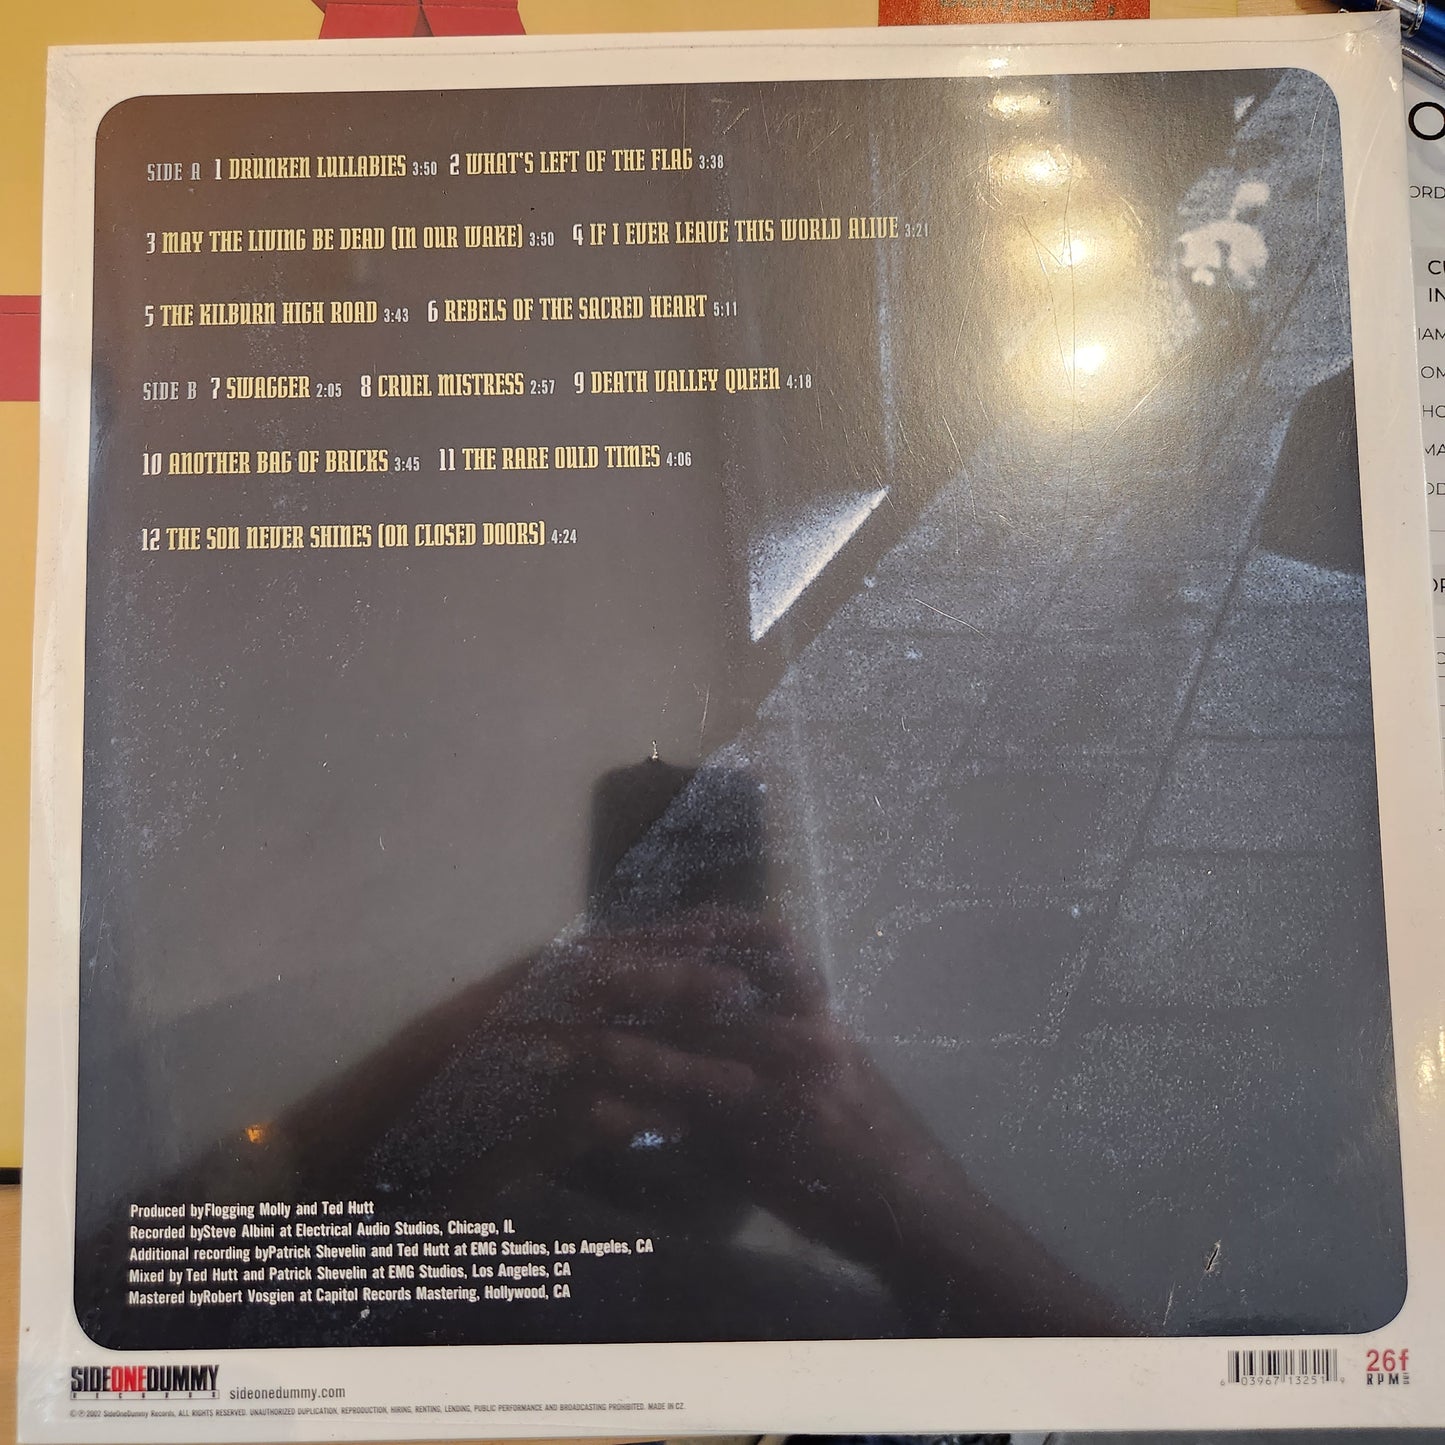 SIDE A 1 DRUNKEN LULLABIES 3:50 2 WHAT'S LEFT OF THE FLAG 3:38
3 MAY THE LIVING BE DEAD (IN OUR WAKE) 3:50 4 IF I EVER LEAVE THIS WORLD ALIVE 3:21
5 THE KILBURN HIGH ROAD 3:43 6 REBELS OF THE SACRED HEART 5:11
SIDE B 7 SWAGGER 2:05 8 CRUEL MISTRESS 2:57 9 DEATH VALLEY QUEEN 4:18
10 ANOTHER BAG OF BRICKS 3:45 11 THE RARE OULD TIMES 4:06
12 THE SON NEVER SHINES (ON CLOSED DOORS) 4:24
Produced byFlogging Molly and Ted Hutt
Recorded bySteve Albini at Electrical Audio Studios, Chicago, IL
Additional recording byPatrick Shevelin and Ted Hutt at EMG Studios, Los Angeles, CA
Mixed by Ted Hutt and Patrick Shevelin at EMG Studios, Los Angeles, CA
Mastered byRobert Vosgien at Capitol Records Mastering, Hollywood, CA
SIDEONEDUMMY
RECORDS
sideonedummy.com
©℗ 2002 SideOneDummy Records, ALL RIGHTS RESERVED. UNAUTHORIZED DUPLICATION, REPRODUCTION, HIRING, RENTING, LENDING, PUBLIC PERFORMANCE AND BROADCASTING PROHIBITED. MADE IN CZ.
6 03967 13251 9
26f
RPM